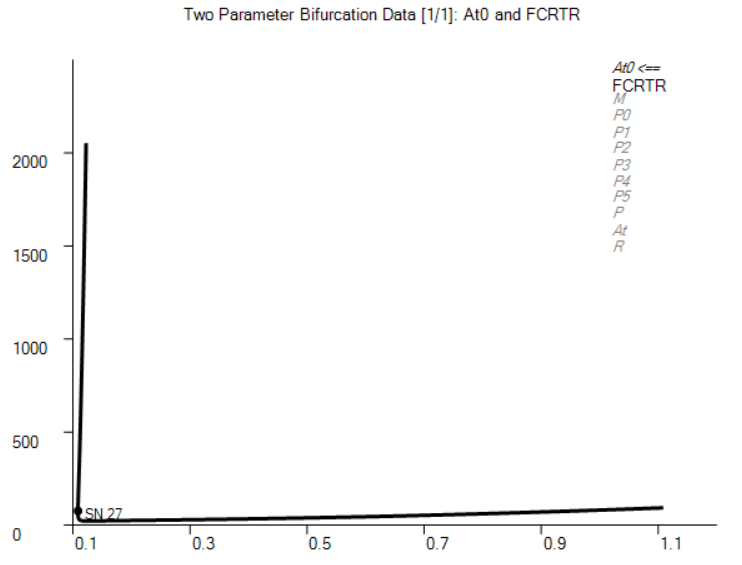 Two Parameter Bifurcation Data [1/1]: At0 and FCRTR
At0 <==
FCRTR
M
P0
P1
P2
P3
P4
P5
P
At
R
2000
1500
1000
500
0
SN 27
0.1 0.3 0.5 0.7 0.9 1.1